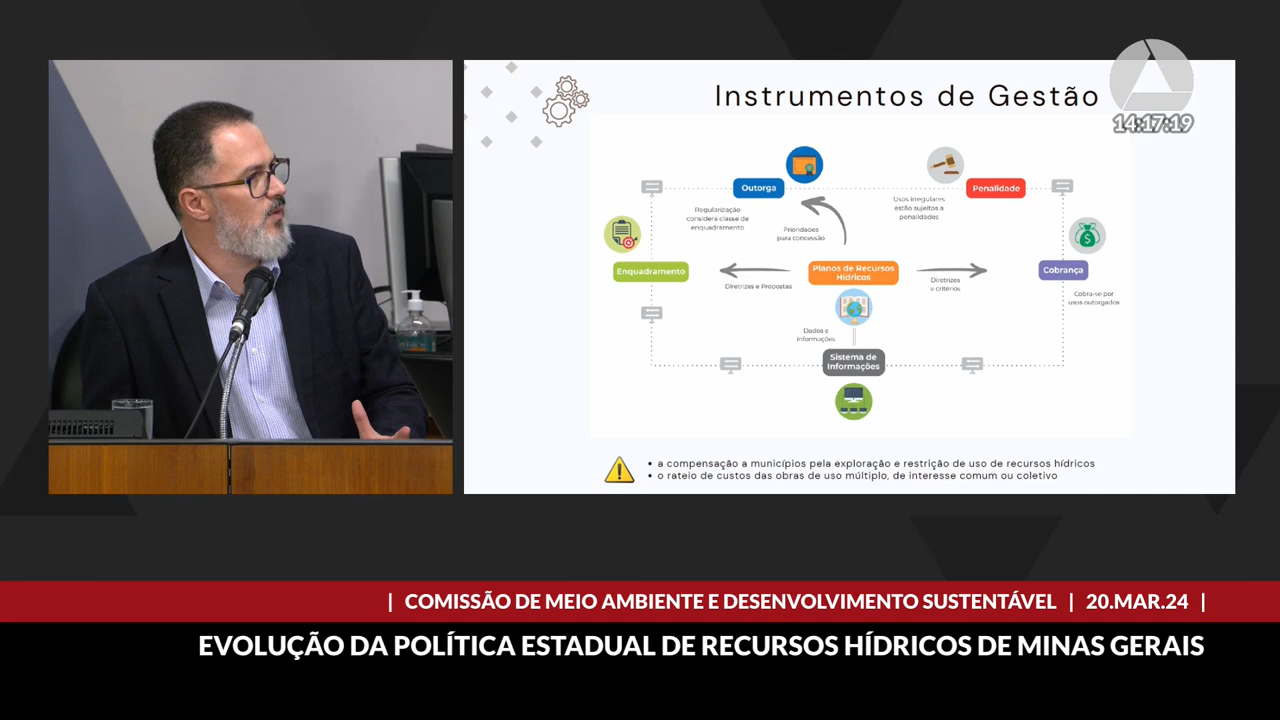 Instrumentos de Gestão
14:17:19
Outorga
Penalidade
Regularização
considera classe de
enquadramento
Prioridades
para concessão
Usos irregulares
estão sujeitos a
penalidades
Enquadramento
Diretrizes e Propostas
Planos de Recursos
Hídricos
Diretrizes
e critérios
Cobrança
Cobra-se por
usos outorgados
Dados e
informações
Sistema de
Informações
• a compensação a municípios pela exploração e restrição de uso de recursos hídricos
• o rateio de custos das obras de uso múltiplo, de interesse comum ou coletivo
| COMISSÃO DE MEIO AMBIENTE E DESENVOLVIMENTO SUSTENTÁVEL | 20.MAR.24 |
EVOLUÇÃO DA POLÍTICA ESTADUAL DE RECURSOS HÍDRICOS DE MINAS GERAIS